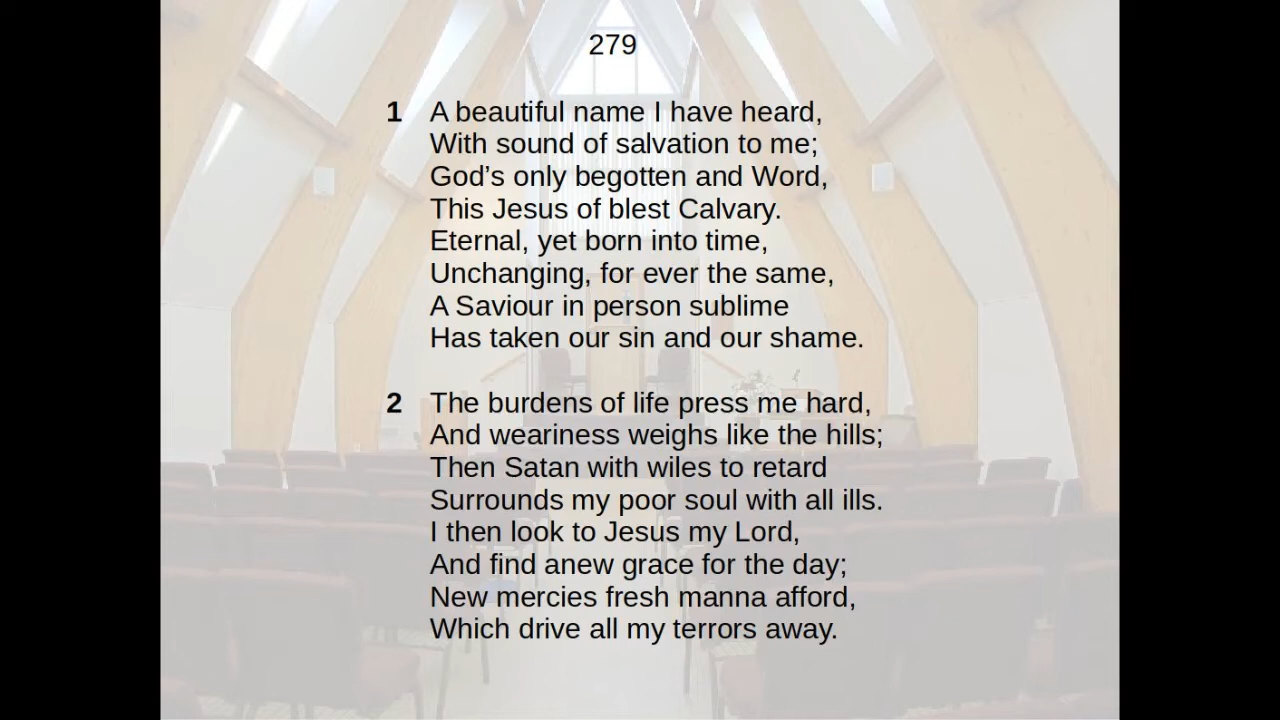 279
1 A beautiful name I have heard,
With sound of salvation to me;
God’s only begotten and Word,
This Jesus of blest Calvary.
Eternal, yet born into time,
Unchanging, for ever the same,
A Saviour in person sublime
Has taken our sin and our shame.
2 The burdens of life press me hard,
And weariness weighs like the hills;
Then Satan with wiles to retard
Surrounds my poor soul with all ills.
I then look to Jesus my Lord,
And find anew grace for the day;
New mercies fresh manna afford,
Which drive all my terrors away.